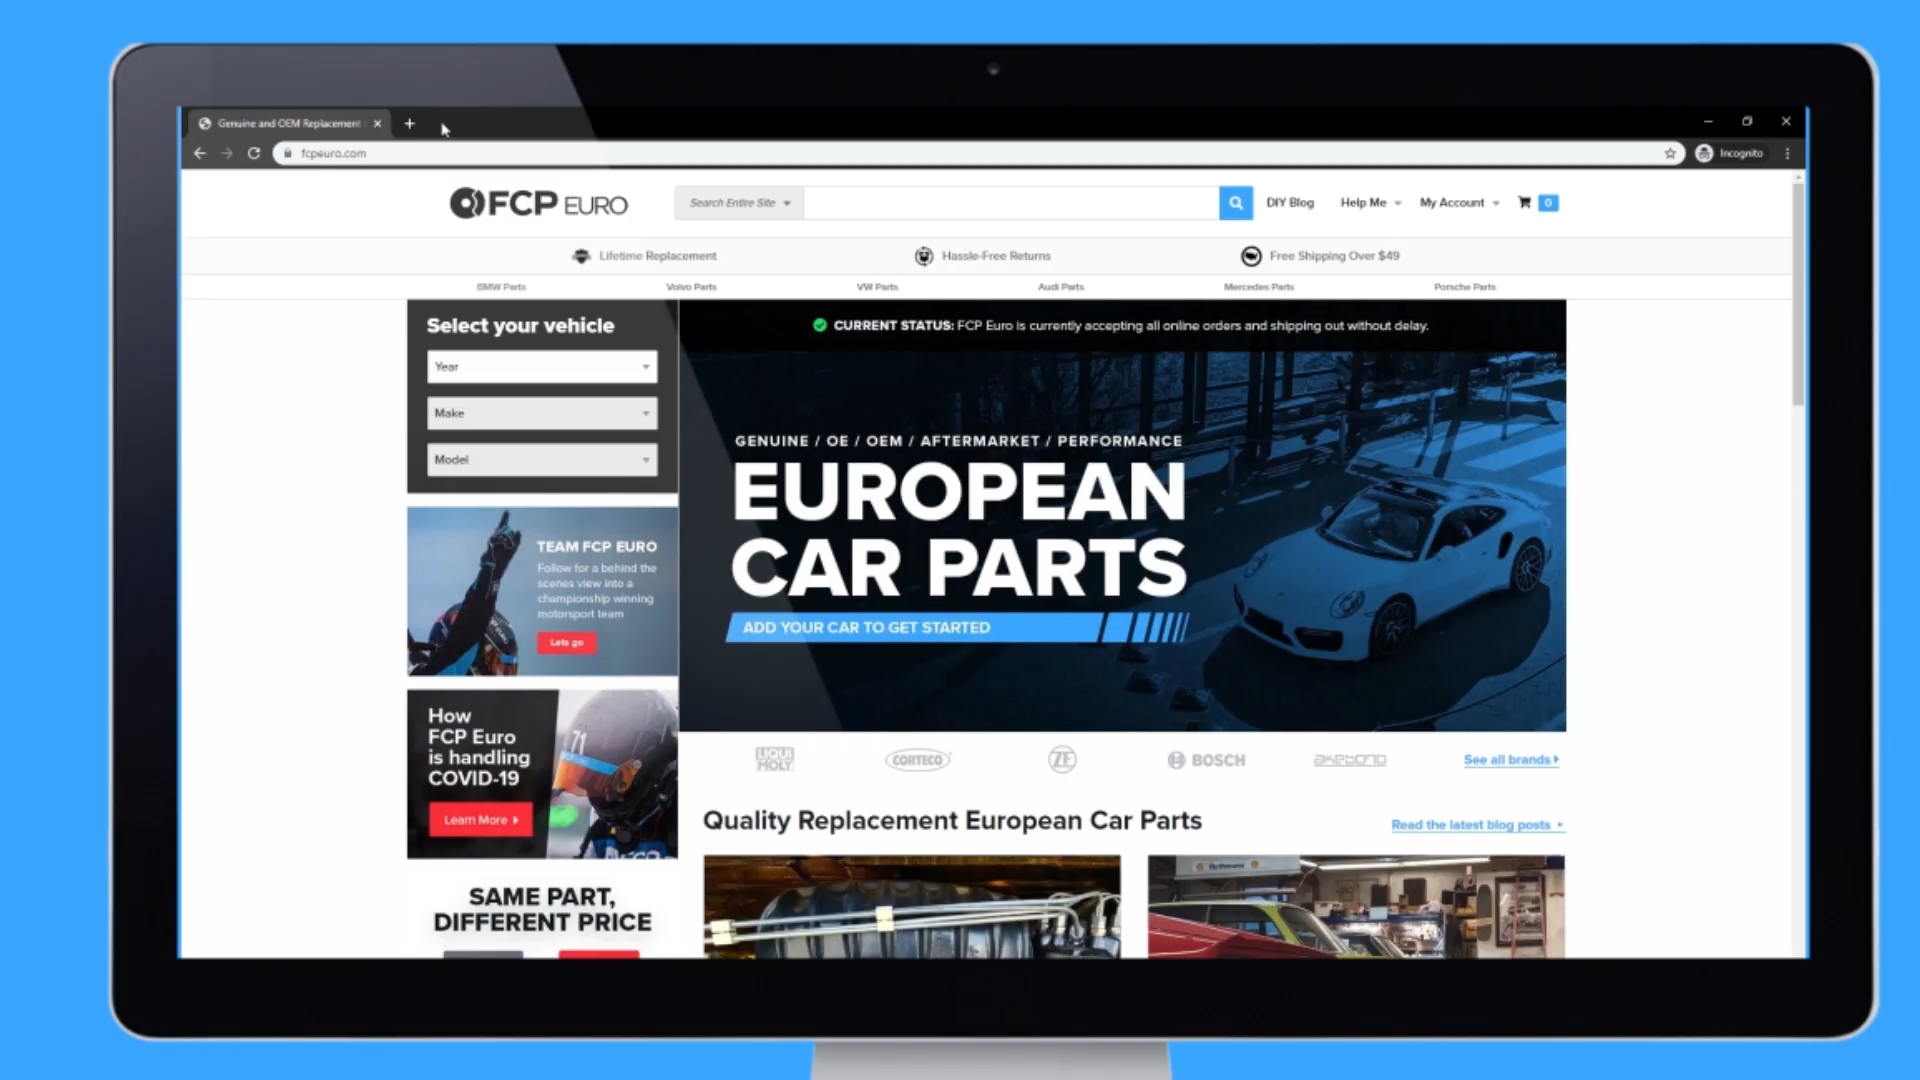 Genuine and OEM Replacement
fcpeuro.com
Incognito
FCP EURO
Search Entire Site
DIY Blog
Help Me
My Account
0
Lifetime Replacement
Hassle-Free Returns
Free Shipping Over $49
BMW Parts
Volvo Parts
VW Parts
Audi Parts
Mercedes Parts
Porsche Parts
Select your vehicle
Year
Make
Model
CURRENT STATUS: FCP Euro is currently accepting all online orders and shipping out without delay.
GENUINE / OE / OEM / AFTERMARKET / PERFORMANCE
EUROPEAN
CAR PARTS
ADD YOUR CAR TO GET STARTED
TEAM FCP EURO
Follow for a behind the
scenes view into a
championship winning
motorsport team
Lets go
How
FCP Euro
is handling
COVID-19
Learn More
71
LIQUI
MOLY
CORTECO
ZF
BOSCH
akebono
See all brands
Quality Replacement European Car Parts
Read the latest blog posts
SAME PART,
DIFFERENT PRICE